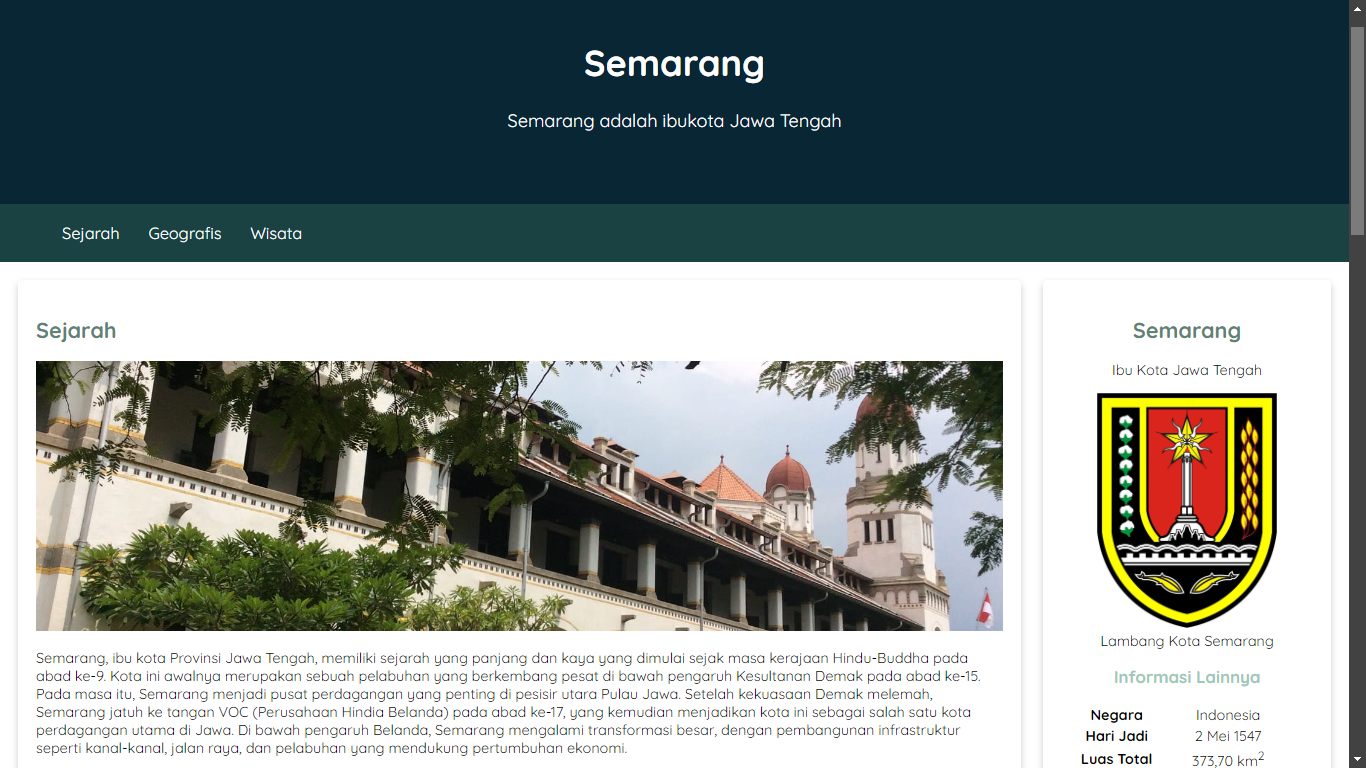 Semarang
Semarang adalah ibukota Jawa Tengah
Sejarah Geografis Wisata
Sejarah
Semarang, ibu kota Provinsi Jawa Tengah, memiliki sejarah yang panjang dan kaya yang dimulai sejak masa kerajaan Hindu-Buddha pada
abad ke-9. Kota ini awalnya merupakan sebuah pelabuhan yang berkembang pesat di bawah pengaruh Kesultanan Demak pada abad ke-15.
Pada masa itu, Semarang menjadi pusat perdagangan yang penting di pesisir utara Pulau Jawa. Setelah kekuasaan Demak melemah,
Semarang jatuh ke tangan VOC (Perusahaan Hindia Belanda) pada abad ke-17, yang kemudian menjadikan kota ini sebagai salah satu kota
perdagangan utama di Jawa. Di bawah pengaruh Belanda, Semarang mengalami transformasi besar, dengan pembangunan infrastruktur
seperti kanal-kanal, jalan raya, dan pelabuhan yang mendukung pertumbuhan ekonomi.
Semarang
Ibu Kota Jawa Tengah
Lambang Kota Semarang
Informasi Lainnya
Negara Indonesia
Hari Jadi 2 Mei 1547
Luas Total 373,70 km²